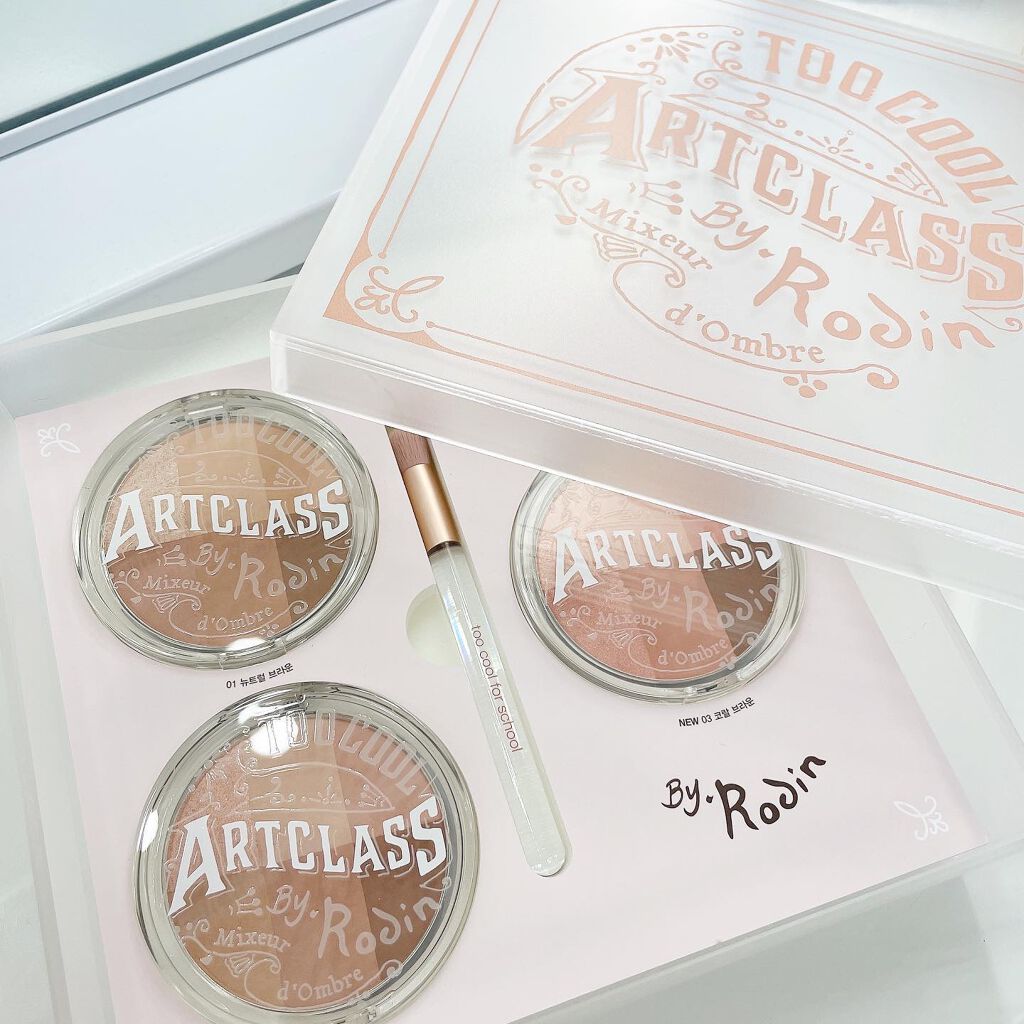 TOO COOL
ARTCLASS
By. Rodin
Mixeur
d'Ombre
TOO COOL
ARTCLASS
By. Rodin
Mixeur
d'Ombre
01 뉴트럴 브라운
too cool for school
ARTCLASS
By. Rodin
Mixeur
d'Ombre
NEW 03 코랄 브라운
TOO COOL
ARTCLASS
By. Rodin
Mixeur
d'Ombre
By. Rodin